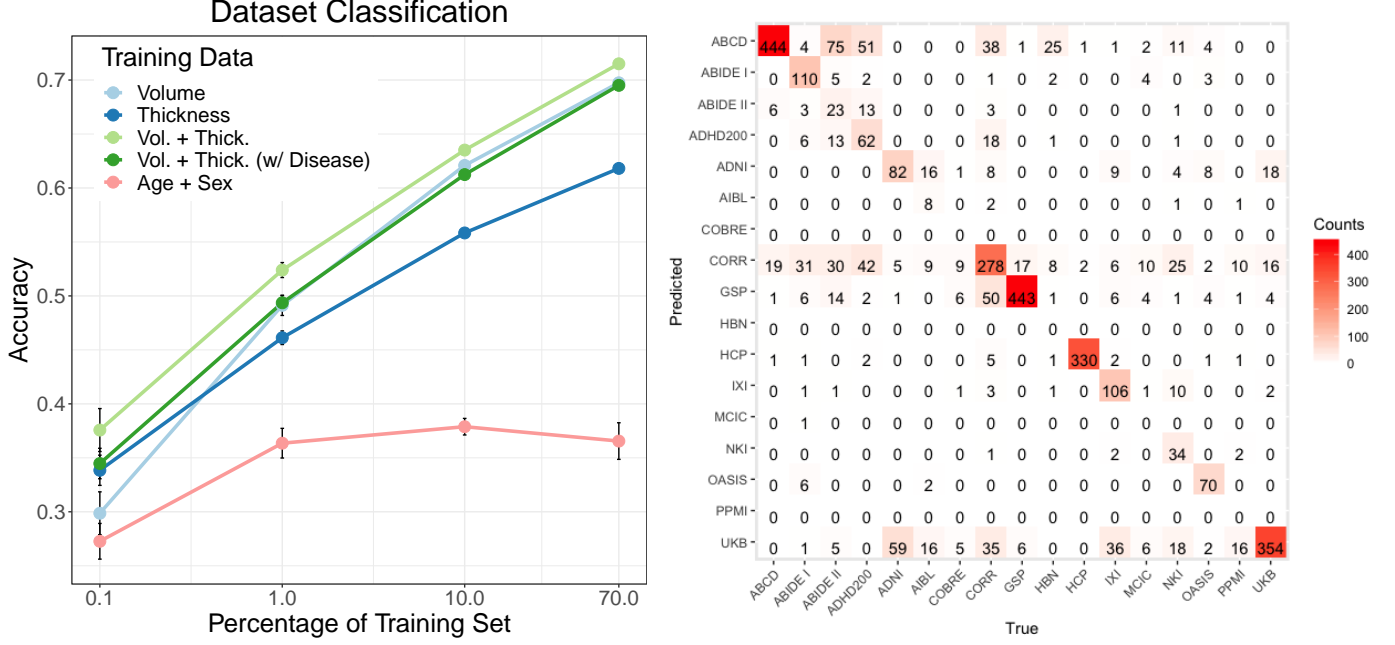 Dataset Classification
Training Data
Volume
Thickness
Vol. + Thick.
Vol. + Thick. (w/ Disease)
Age + Sex
Accuracy
0.7
0.6
0.5
0.4
0.3
0.1 1.0 10.0 70.0
Percentage of Training Set
Predicted
ABCD 444 4 75 51 0 0 0 38 1 25 1 1 2 11 4 0 0
ABIDE I 0 110 5 2 0 0 0 1 0 2 0 0 4 0 3 0 0
ABIDE II 6 3 23 13 0 0 0 3 0 0 0 0 0 1 0 0 0
ADHD200 0 6 13 62 0 0 0 18 0 1 0 0 0 1 0 0 0
ADNI 0 0 0 0 82 16 1 8 0 0 0 9 0 4 8 0 18
AIBL 0 0 0 0 0 8 0 2 0 0 0 0 0 1 0 1 0
COBRE 0 0 0 0 0 0 0 0 0 0 0 0 0 0 0 0 0
CORR 19 31 30 42 5 9 9 278 17 8 2 6 10 25 2 10 16
GSP 1 6 14 2 1 0 6 50 443 1 0 6 4 1 4 1 4
HBN 0 0 0 0 0 0 0 0 0 0 0 0 0 0 0 0 0
HCP 1 1 0 2 0 0 0 5 0 1 330 2 0 0 1 1 0
IXI 0 1 1 0 0 0 1 3 0 1 0 106 1 10 0 0 2
MCIC 0 1 0 0 0 0 0 0 0 0 0 0 0 0 0 0 0
NKI 0 0 0 0 0 0 0 1 0 0 0 2 0 34 0 2 0
OASIS 0 6 0 0 0 2 0 0 0 0 0 0 0 0 70 0 0
PPMI 0 0 0 0 0 0 0 0 0 0 0 0 0 0 0 0 0
UKB 0 1 5 0 59 16 5 35 6 0 0 36 6 18 2 16 354
ABCD ABIDE I ABIDE II ADHD200 ADNI AIBL COBRE CORR GSP HBN HCP IXI MCIC NKI OASIS PPMI UKB
True
Counts
400
300
200
100
0